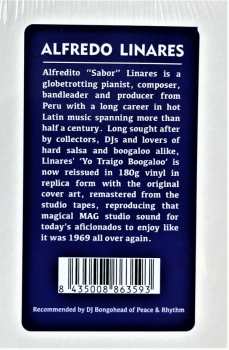 ALFREDO LINARES
Alfredito "Sabor" Linares is a
globetrotting pianist, composer,
bandleader and producer from
Peru with a long career in hot
Latin music spanning more than
half a century. Long sought after
by collectors, DJs and lovers of
hard salsa and boogaloo alike,
Linares' 'Yo Traigo Boogaloo' is
now reissued in 180g vinyl in
replica form with the original
cover art, remastered from the
studio tapes, reproducing that
magical MAG studio sound for
today's aficionados to enjoy like
it was 1969 all over again.
8 435008 863593
Recommended by DJ Bongohead of Peace & Rhythm